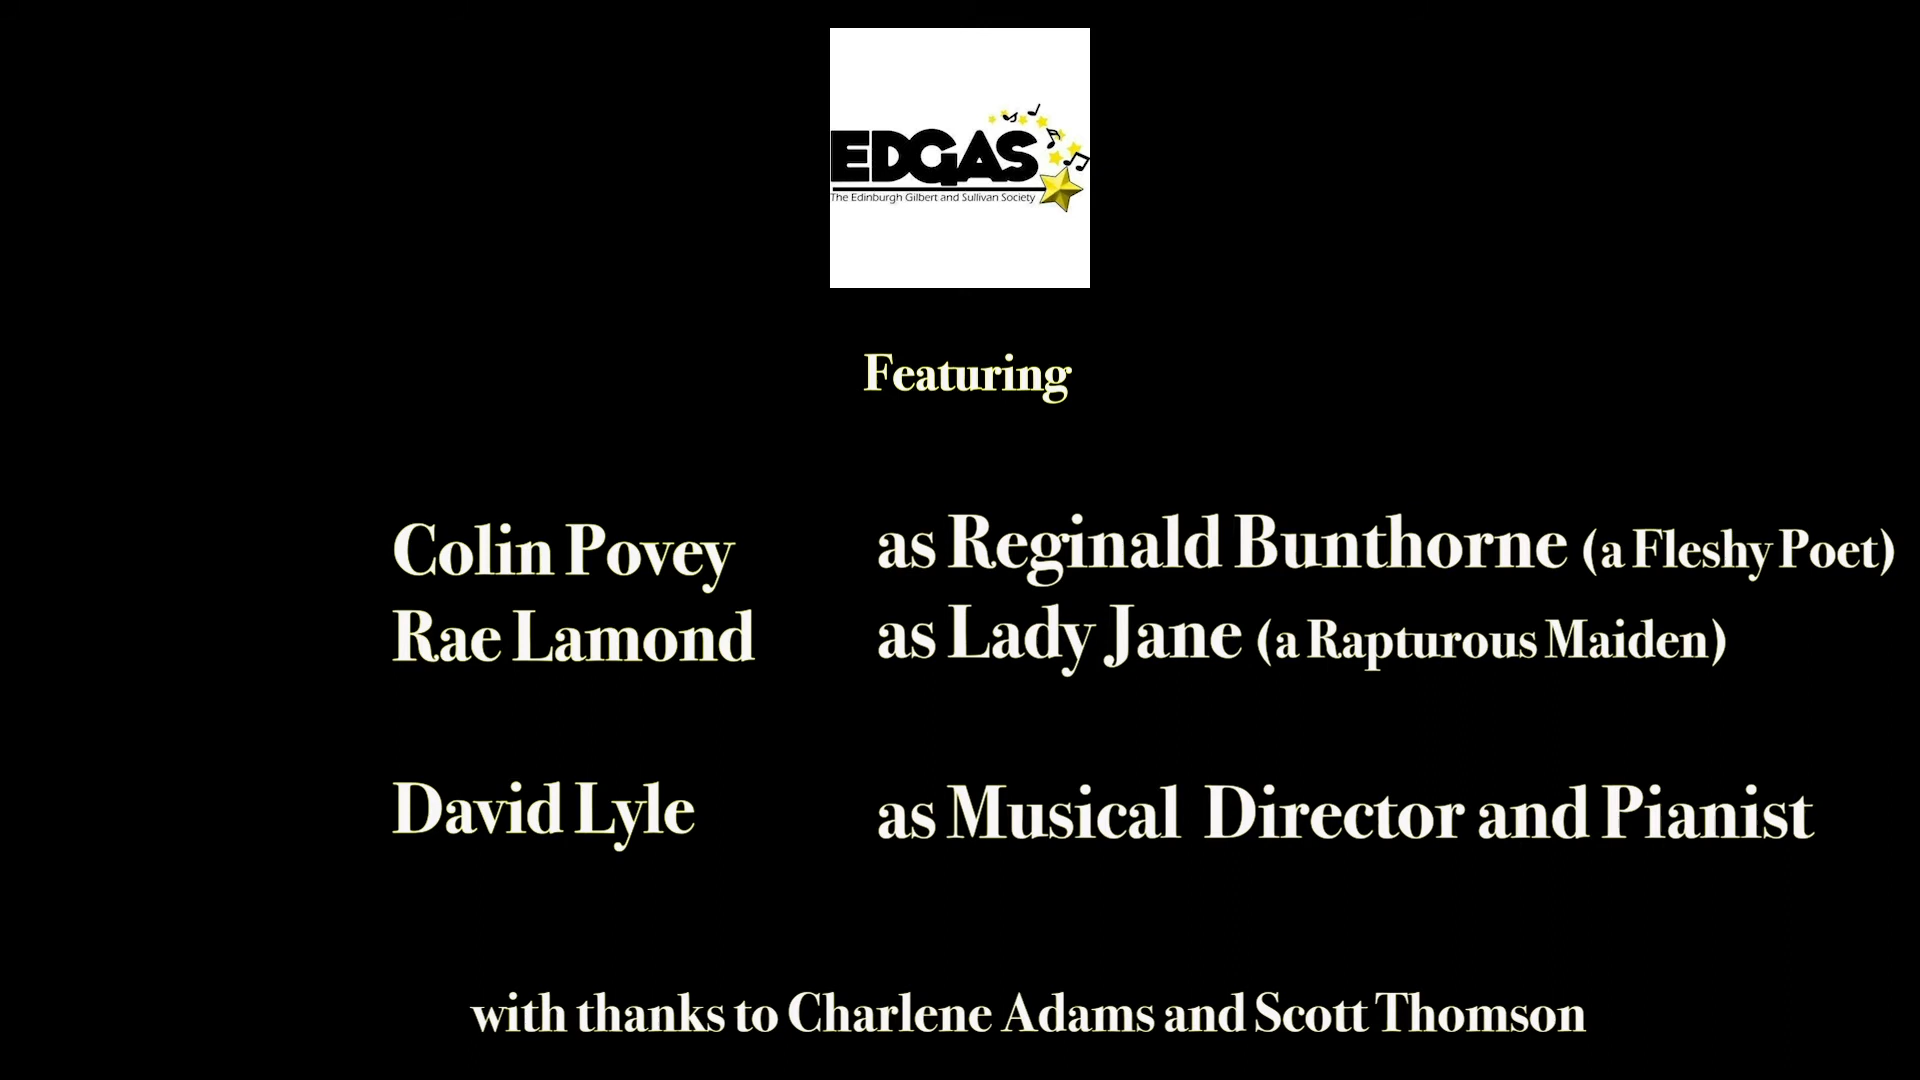 EDGAS
The Edinburgh Gilbert and Sullivan Society
Featuring
Colin Povey as Reginald Bunthorne (a Fleshy Poet)
Rae Lamond as Lady Jane (a Rapturous Maiden)
David Lyle as Musical Director and Pianist
with thanks to Charlene Adams and Scott Thomson